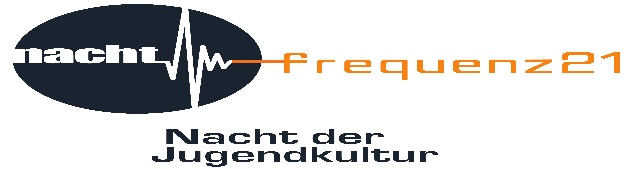 nacht frequenz21
Nacht der
Jugendkultur